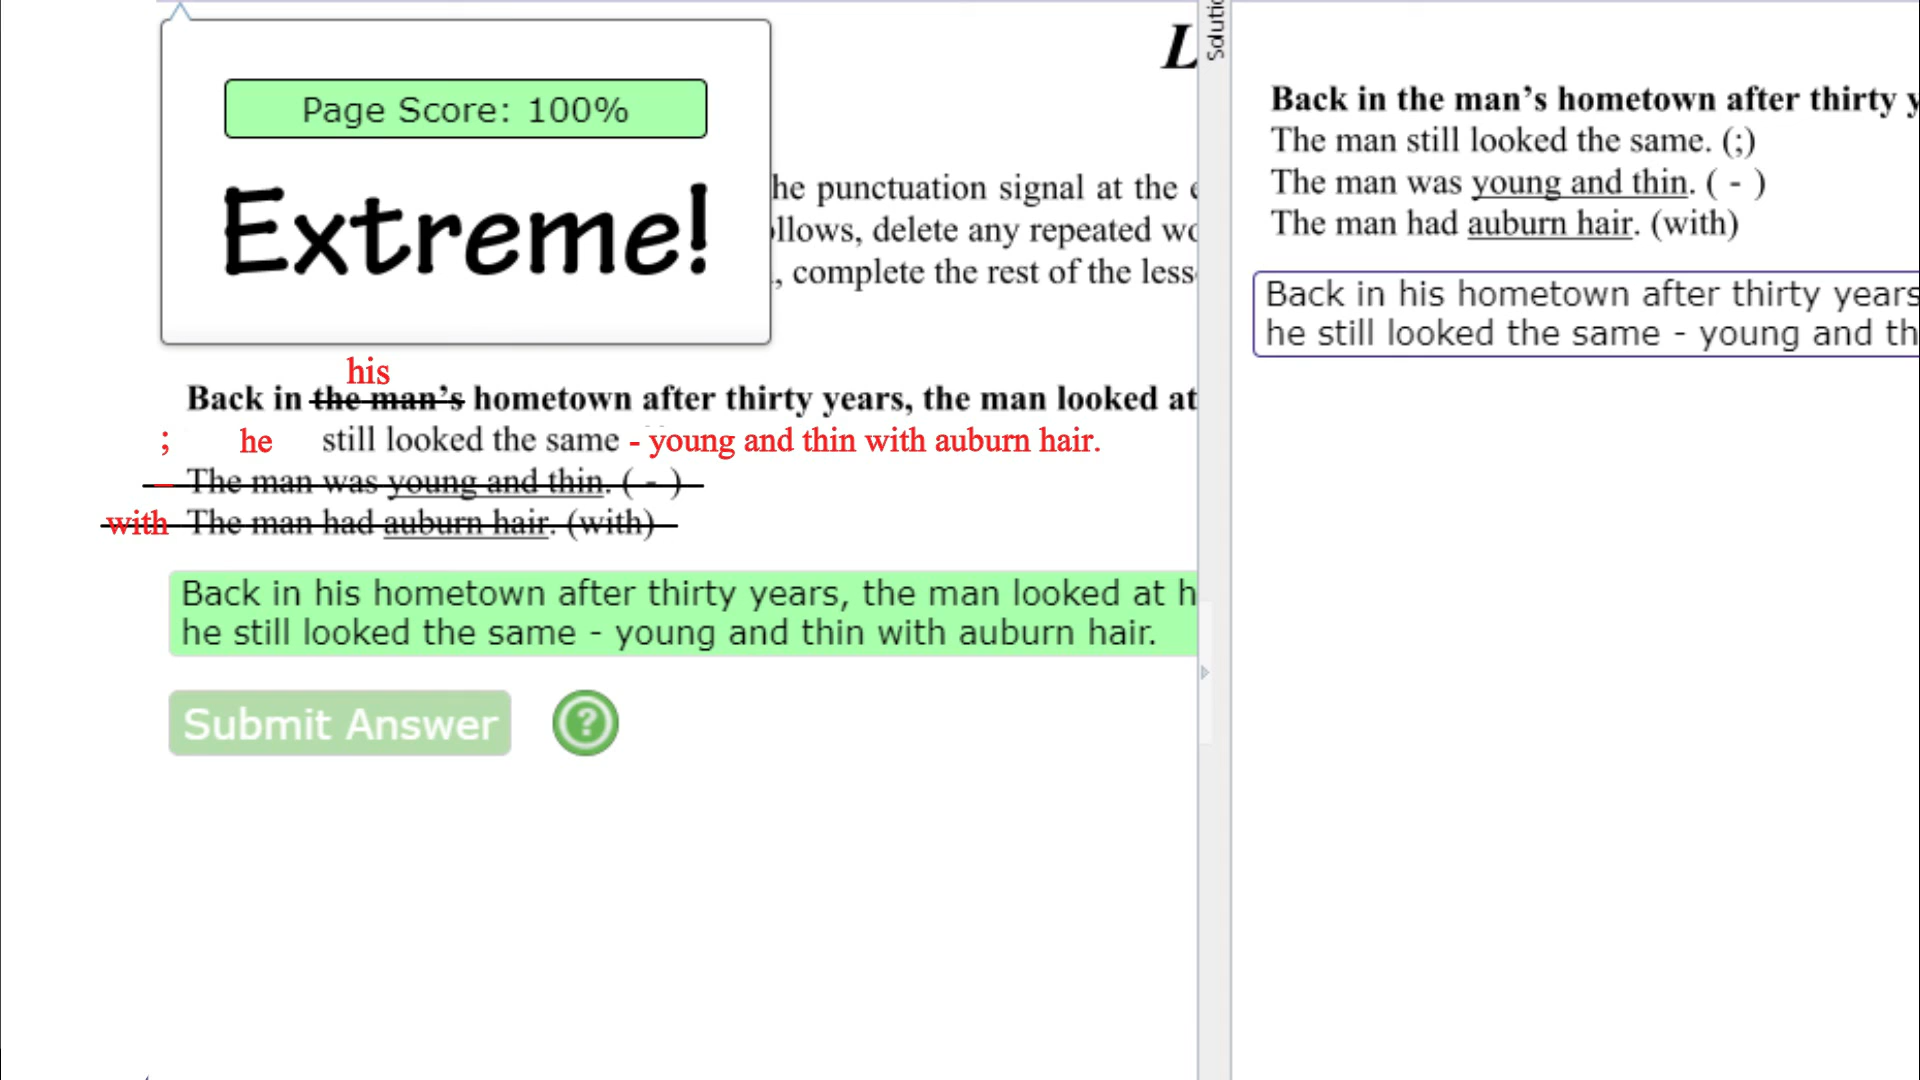 Page Score: 100%
Extreme!
L
he punctuation signal at the
llows, delete any repeated
, complete the rest of the
his
Back in the man's hometown after thirty years, the man looked at
; he still looked the same - young and thin with auburn hair.
– The man was young and thin. ( - )
with The man had auburn hair. (with)
Back in his hometown after thirty years, the man looked at
he still looked the same - young and thin with auburn hair.
Submit Answer
?
Back in the man's hometown after thirty
The man still looked the same. (;)
The man was young and thin. ( - )
The man had auburn hair. (with)
Back in his hometown after thirty years
he still looked the same - young and